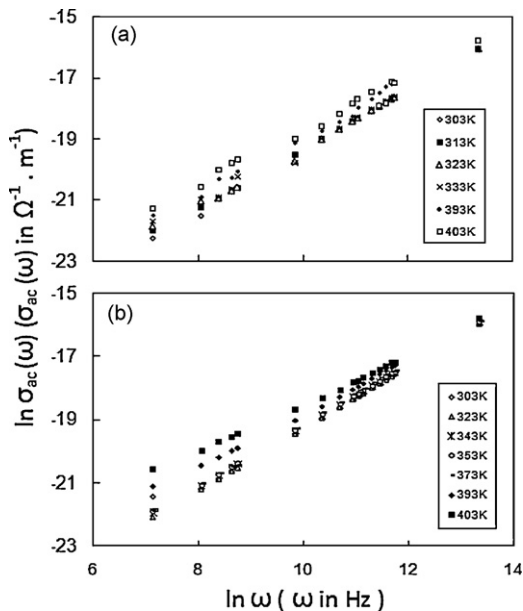 -15
(a)
-17
-19
-21
-23
303K
313K
323K
333K
393K
403K
ln σac(ω) (σac(ω) in Ω⁻¹ . m⁻¹)
-15
(b)
-17
-19
-21
-23
303K
323K
343K
353K
373K
393K
403K
6 8 10 12 14
ln ω ( ω in Hz)